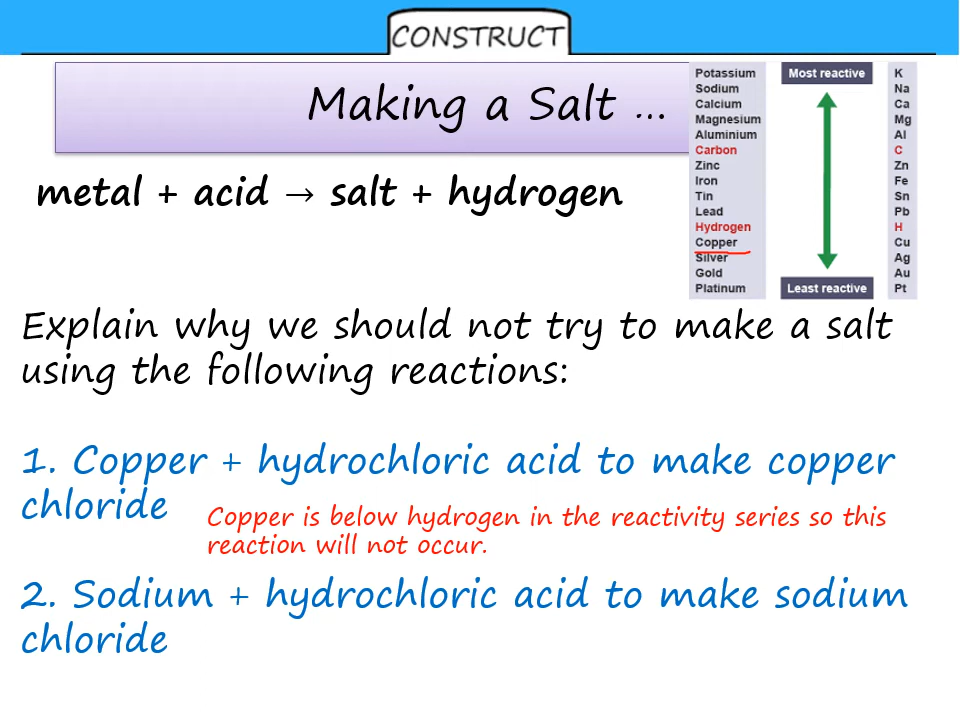 CONSTRUCT
Making a Salt ...
metal + acid → salt + hydrogen
Potassium
Sodium
Calcium
Magnesium
Aluminium
Carbon
Zinc
Iron
Tin
Lead
Hydrogen
Copper
Silver
Gold
Platinum
Most reactive
Least reactive
K
Na
Ca
Mg
Al
C
Zn
Fe
Sn
Pb
H
Cu
Ag
Au
Pt
Explain why we should not try to make a salt
using the following reactions:
1. Copper + hydrochloric acid to make copper
chloride
Copper is below hydrogen in the reactivity series so this
reaction will not occur.
2. Sodium + hydrochloric acid to make sodium
chloride